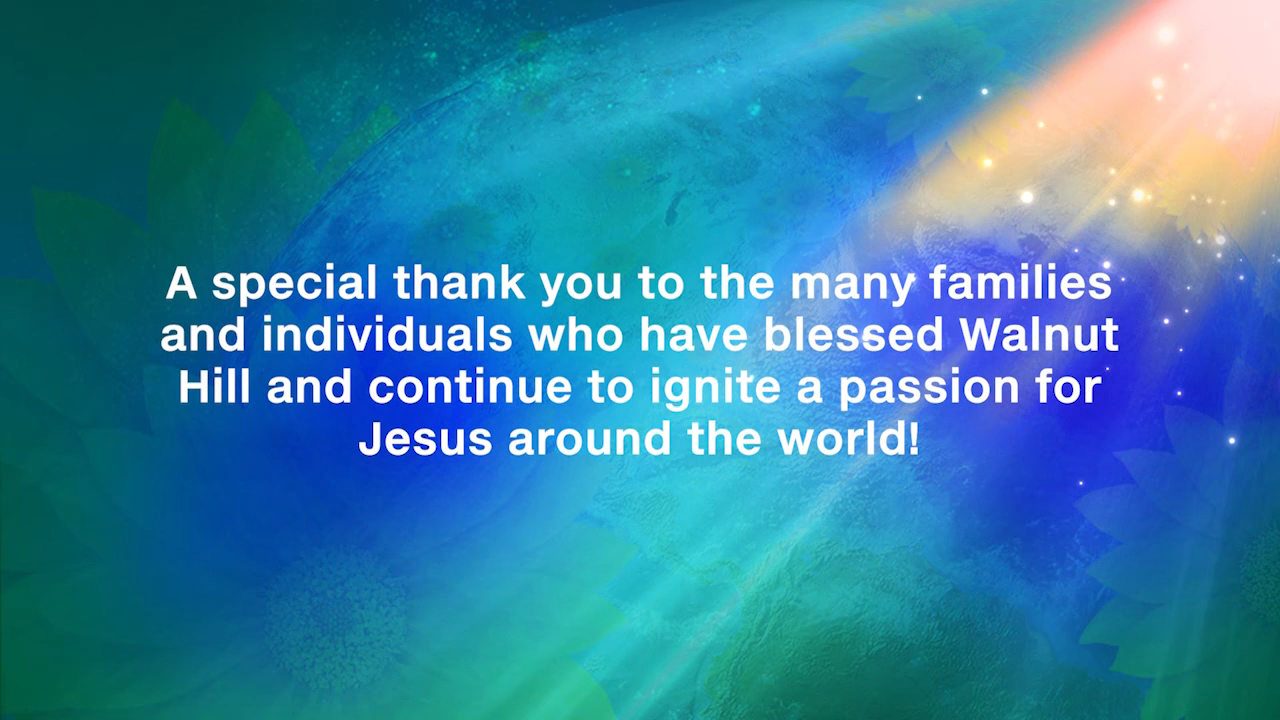 A special thank you to the many families
and individuals who have blessed Walnut
Hill and continue to ignite a passion for
Jesus around the world!